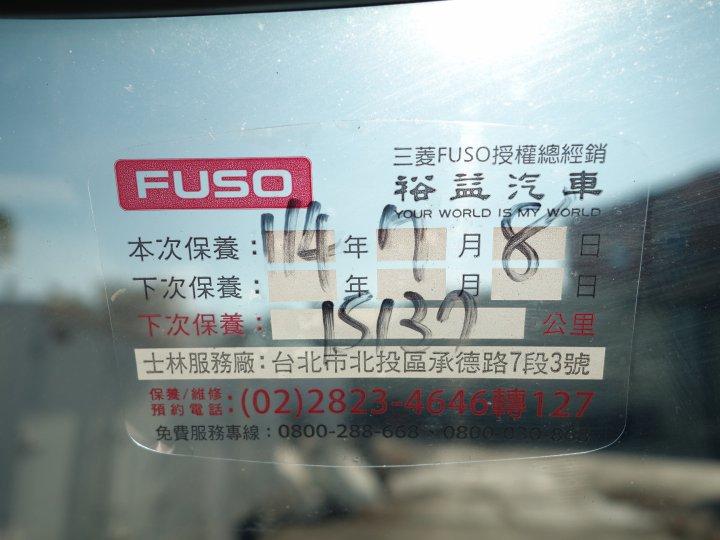 FUSO
三菱FUSO授權總經銷
裕益汽車
YOUR WORLD IS MY WORLD
本次保養：114年7月8日
下次保養：年月日
下次保養：15137公里
士林服務廠：台北市北投區承德路7段3號
保養/維修
預約電話：(02)2823-4646轉127
免費服務專線：0800-288-668、0800-030-